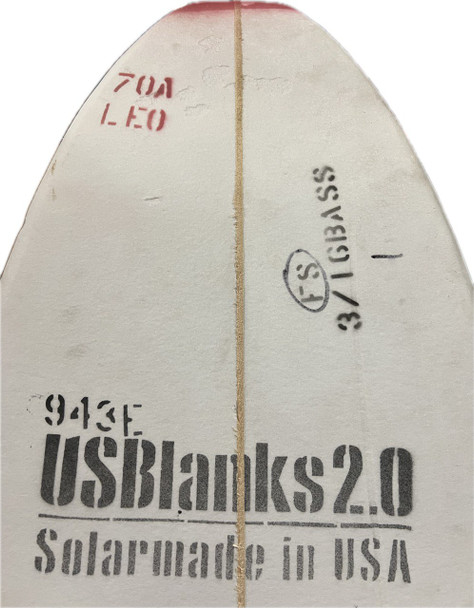 70A
LEO
FS
3/16BASS
943E
USBlanks2.0
Solarmade in USA